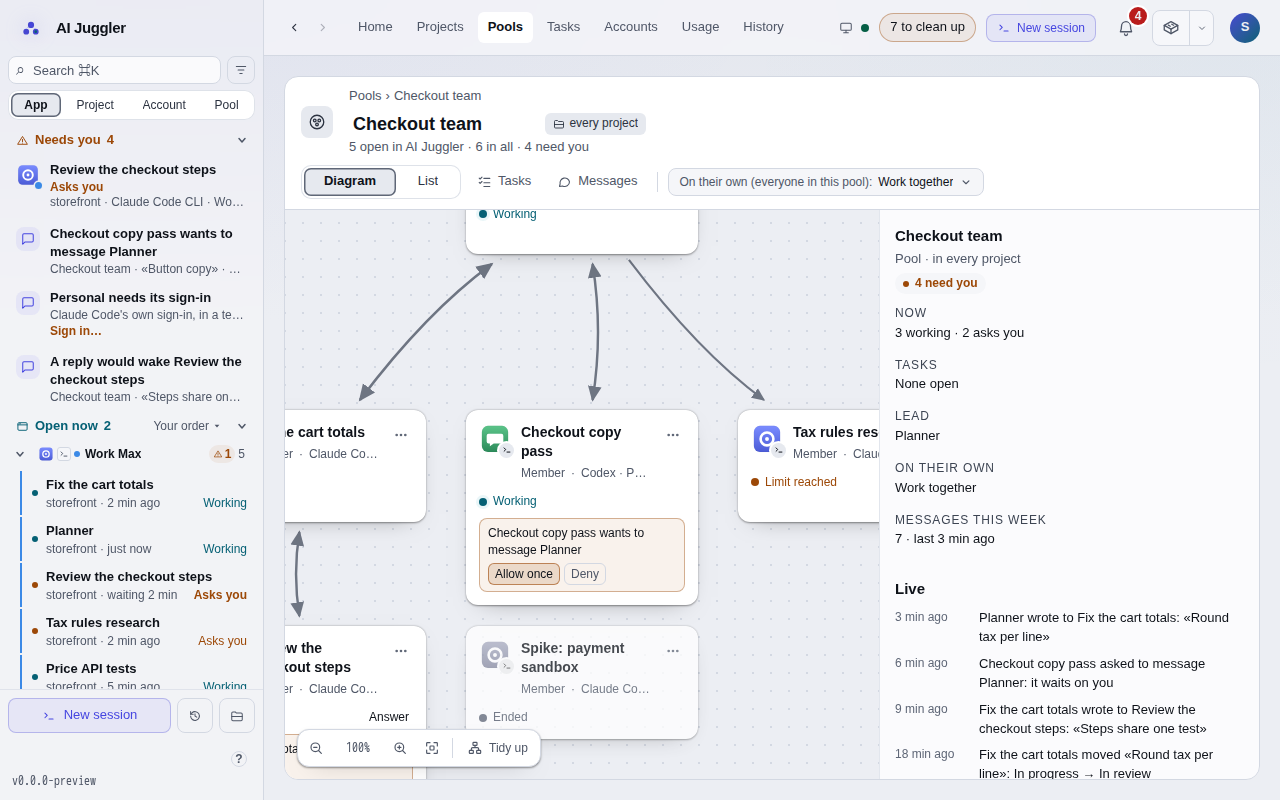 AI Juggler
Search ⌘K
App
Project
Account
Pool
Needs you 4
Review the checkout steps
Asks you
storefront · Claude Code CLI · Wo…
Checkout copy pass wants to
message Planner
Checkout team · «Button copy» · …
Personal needs its sign-in
Claude Code's own sign-in, in a te…
Sign in…
A reply would wake Review the
checkout steps
Checkout team · «Steps share on…
Open now 2
Your order
Work Max
1
5
Fix the cart totals
storefront · 2 min ago
Working
Planner
storefront · just now
Working
Review the checkout steps
storefront · waiting 2 min
Asks you
Tax rules research
storefront · 2 min ago
Asks you
Price API tests
storefront · 5 min ago
Working
New session
?
v0.0.0-preview
Home
Projects
Pools
Tasks
Accounts
Usage
History
7 to clean up
New session
4
S
Pools › Checkout team
Checkout team
every project
5 open in AI Juggler · 6 in all · 4 need you
Diagram
List
Tasks
Messages
On their own (everyone in this pool): Work together
Working
e cart totals
er · Claude Co…
Checkout copy
pass
Member · Codex · P…
Working
Checkout copy pass wants to
message Planner
Allow once
Deny
Tax rules res
Member · Clau
Limit reached
ew the
kout steps
er · Claude Co…
Answer
Spike: payment
sandbox
Member · Claude Co…
Ended
100%
Tidy up
Checkout team
Pool · in every project
4 need you
NOW
3 working · 2 asks you
TASKS
None open
LEAD
Planner
ON THEIR OWN
Work together
MESSAGES THIS WEEK
7 · last 3 min ago
Live
3 min ago
Planner wrote to Fix the cart totals: «Round
tax per line»
6 min ago
Checkout copy pass asked to message
Planner: it waits on you
9 min ago
Fix the cart totals wrote to Review the
checkout steps: «Steps share one test»
18 min ago
Fix the cart totals moved «Round tax per
line»: In progress → In review